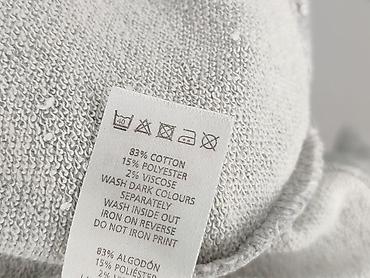 40
83% COTTON
15% POLYESTER
2% VISCOSE
WASH DARK COLOURS
SEPARATELY
WASH INSIDE OUT
IRON ON REVERSE
DO NOT IRON PRINT
83% ALGODÓN
15% POLIÉSTER